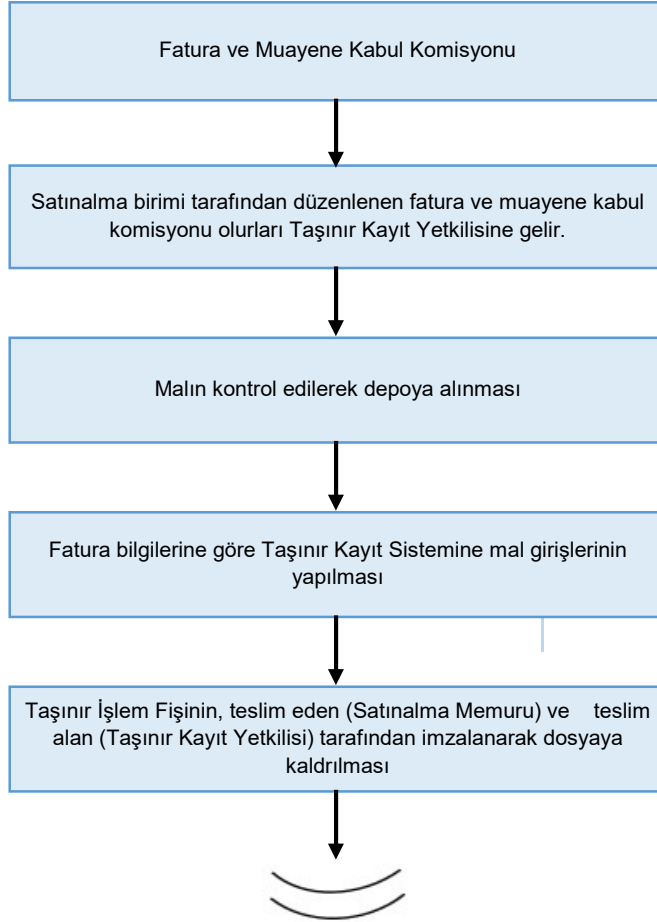 Fatura ve Muayene Kabul Komisyonu
Satınalma birimi tarafından düzenlenen fatura ve muayene kabul
komisyonu olurları Taşınır Kayıt Yetkilisine gelir.
Malın kontrol edilerek depoya alınması
Fatura bilgilerine göre Taşınır Kayıt Sistemine mal girişlerinin
yapılması
Taşınır İşlem Fişinin, teslim eden (Satınalma Memuru) ve teslim
alan (Taşınır Kayıt Yetkilisi) tarafından imzalanarak dosyaya
kaldrılması